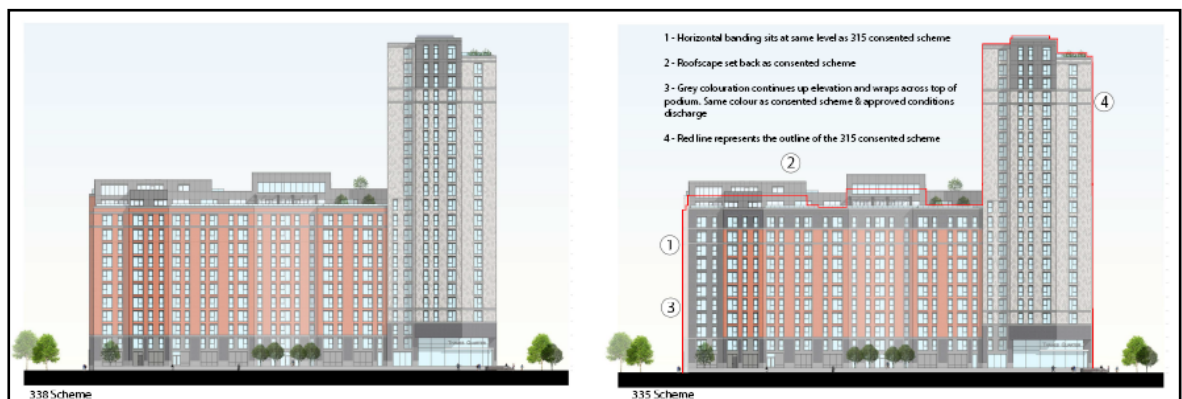 1 - Horizontal banding sits at same level as 315 consented scheme
2 - Roofscape set back as consented scheme
3 - Grey colouration continues up elevation and wraps across top of
podium. Same colour as consented scheme & approved conditions
discharge
4 - Red line represents the outline of the 315 consented scheme
4
2
1
3
338 Scheme
335 Scheme